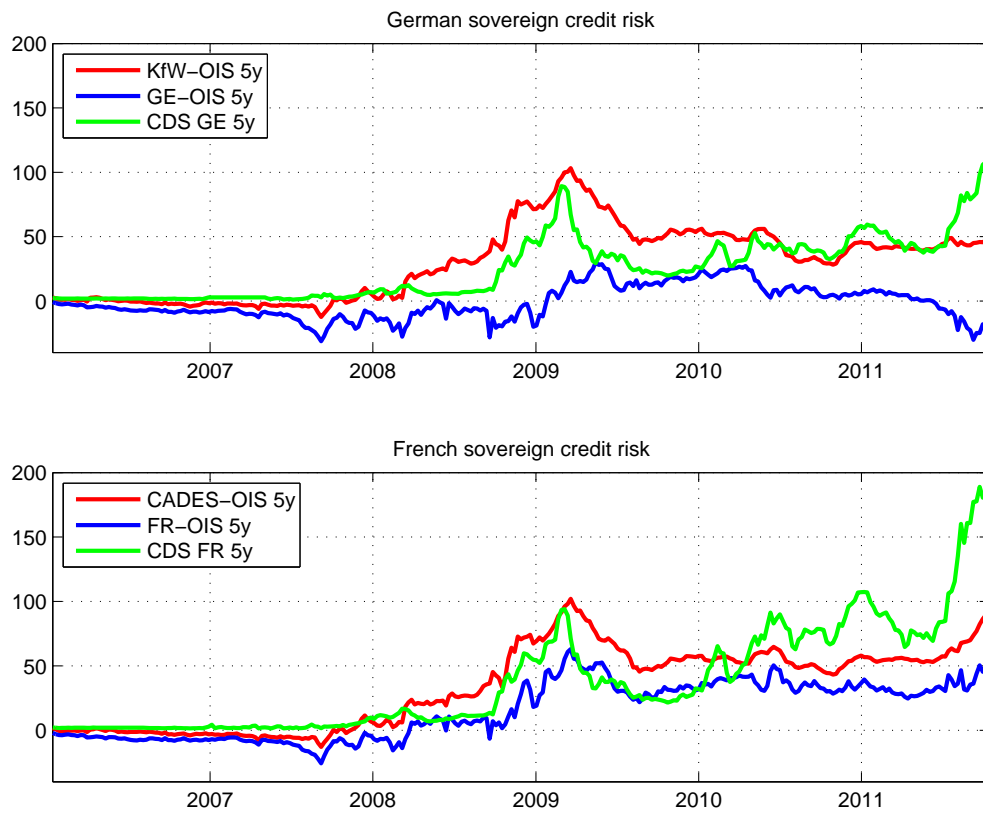 German sovereign credit risk
200
150
100
50
0
KfW−OIS 5y
GE−OIS 5y
CDS GE 5y
2007 2008 2009 2010 2011
French sovereign credit risk
200
150
100
50
0
CADES−OIS 5y
FR−OIS 5y
CDS FR 5y
2007 2008 2009 2010 2011